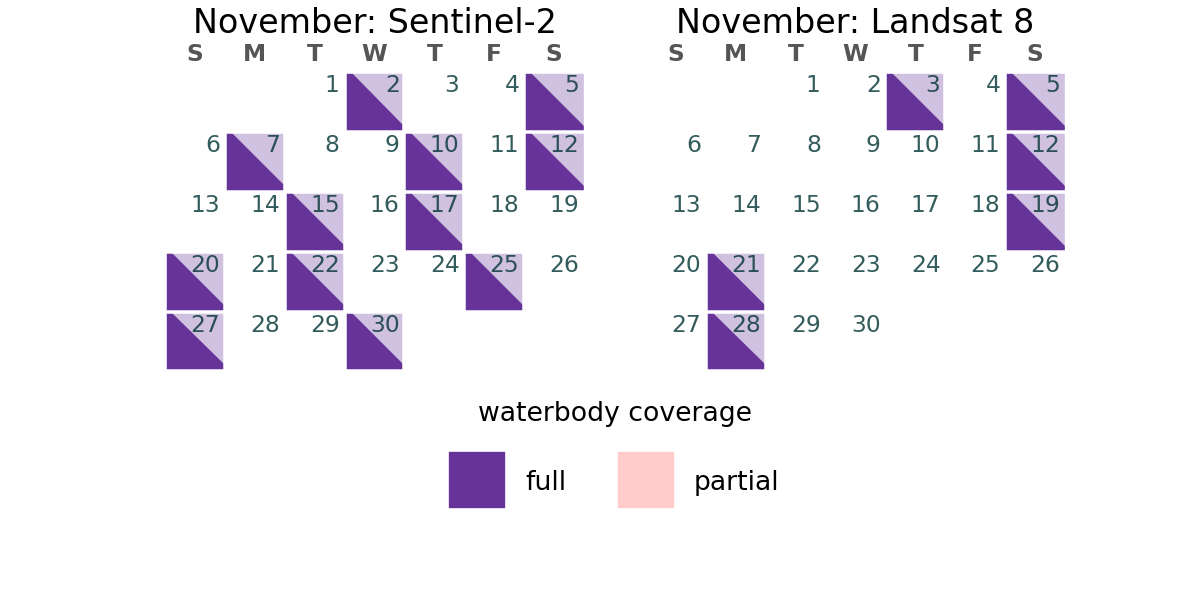 November: Sentinel-2
S M T W T F S
1 2 3 4 5
6 7 8 9 10 11 12
13 14 15 16 17 18 19
20 21 22 23 24 25 26
27 28 29 30
November: Landsat 8
S M T W T F S
1 2 3 4 5
6 7 8 9 10 11 12
13 14 15 16 17 18 19
20 21 22 23 24 25 26
27 28 29 30
waterbody coverage
full partial